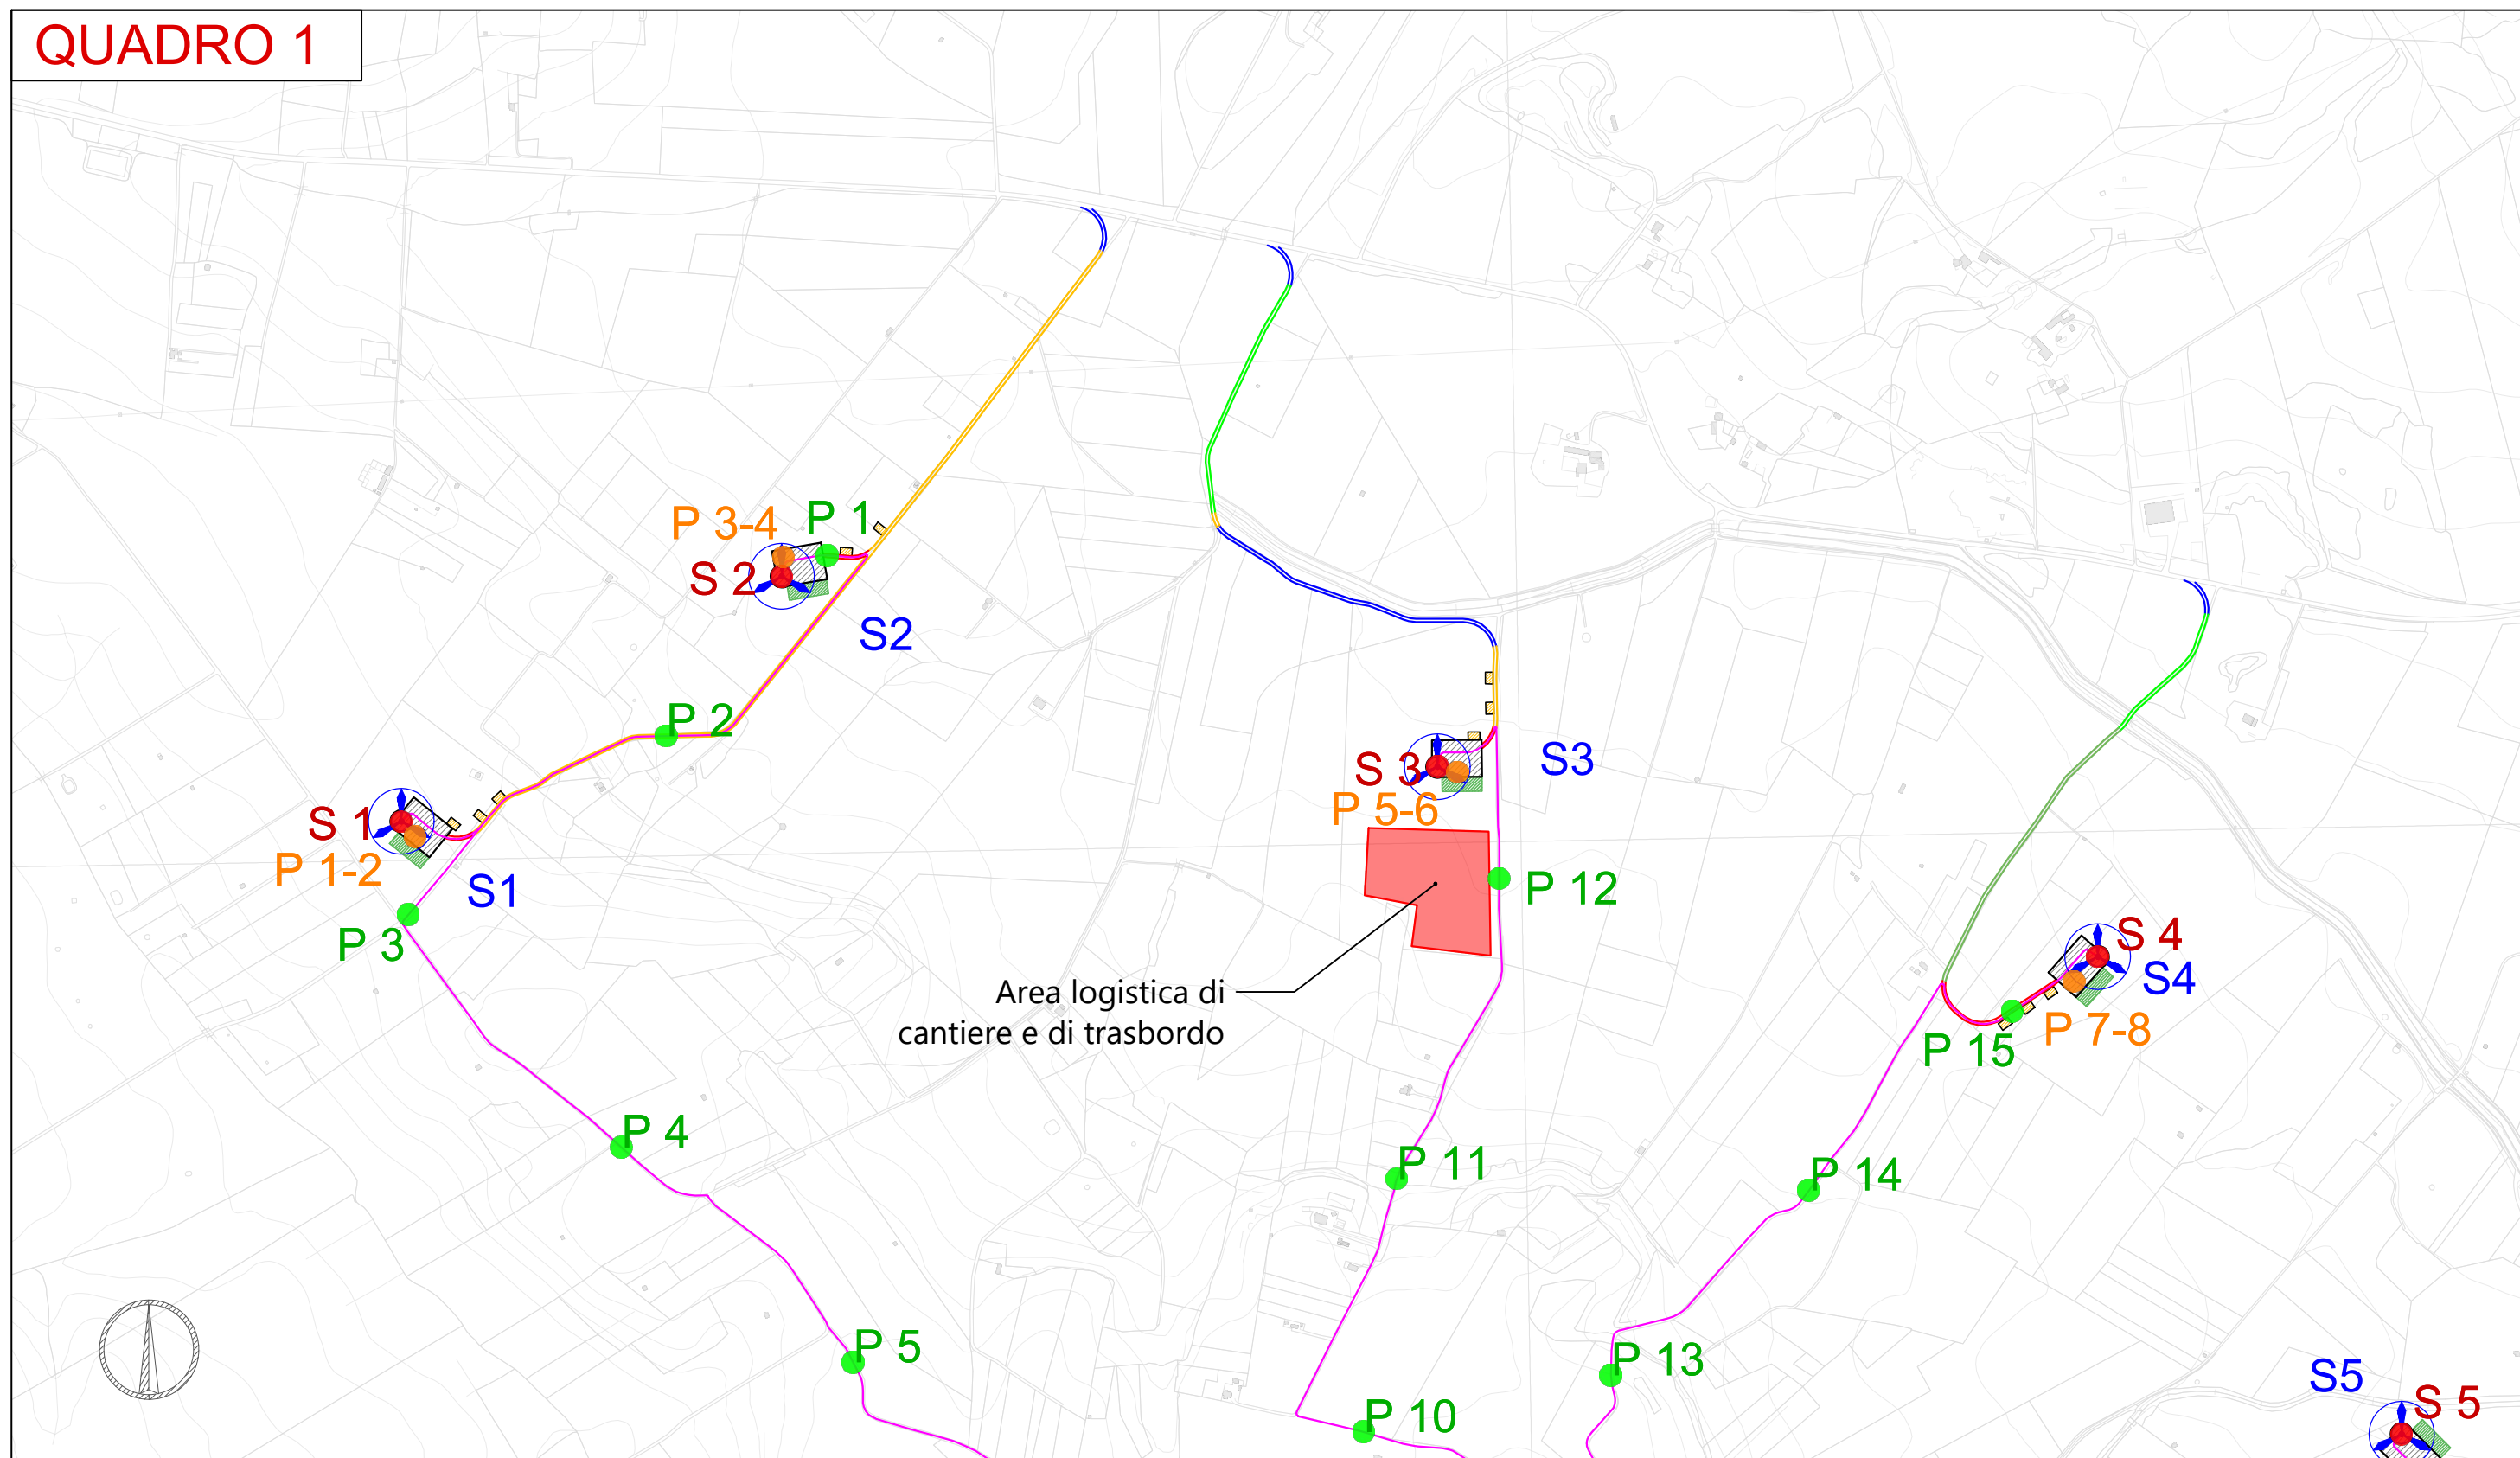 QUADRO 1
P 3-4
P 1
S 2
S2
P 2
S 1
P 1-2
S1
P 3
S 3
S3
P 5-6
P 12
Area logistica di
cantiere e di trasbordo
S 4
S4
P 7-8
P 15
P 4
P 11
P 14
P 5
P 13
P 10
S5
S 5